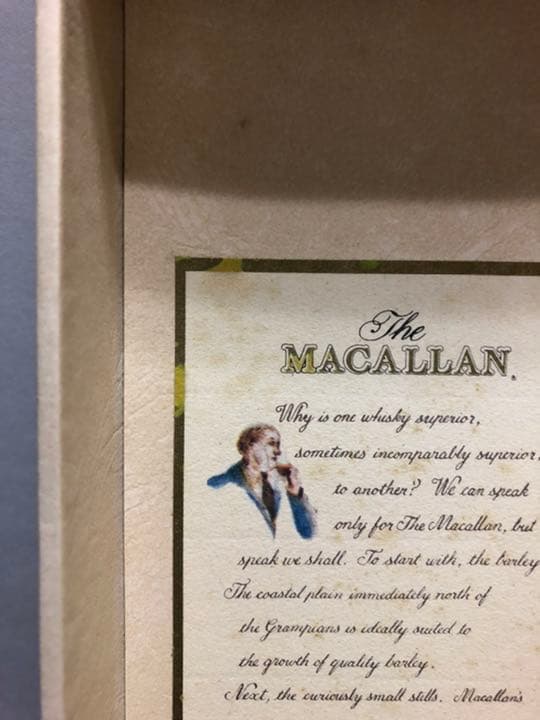 The
MACALLAN.
Why is one whisky superior,
sometimes incomparably superior,
to another? We can speak
only for The Macallan, but
speak we shall. To start with, the barley
The coastal plain immediately north of
the Grampians is ideally suited to
the growth of quality barley.
Next, the curiously small stills. Macallan's